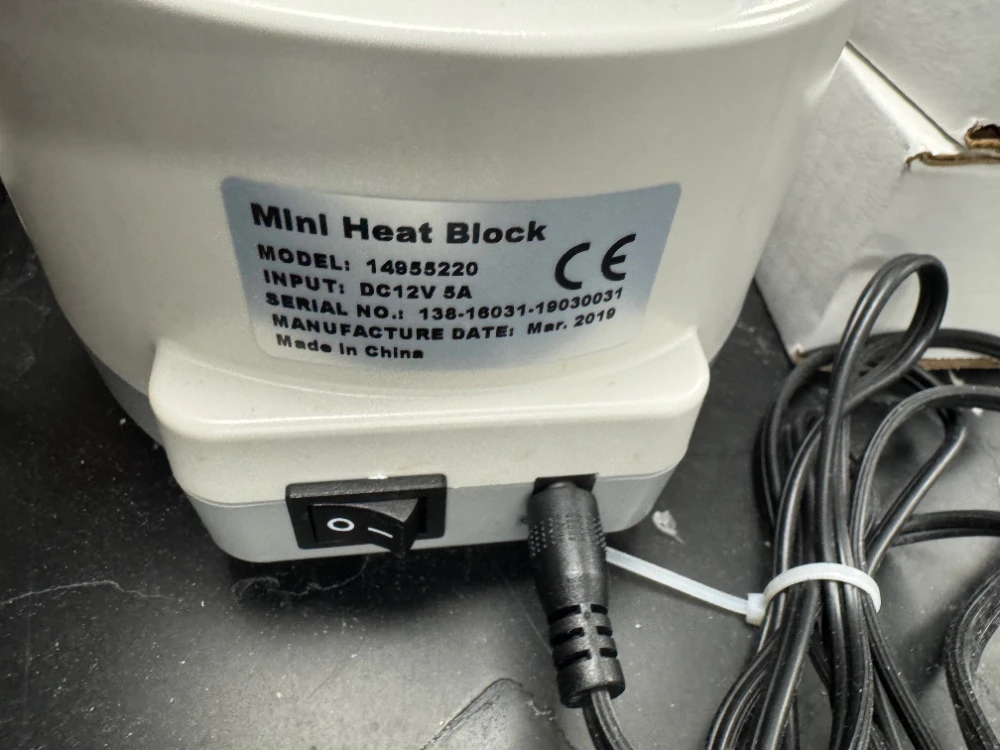 Mini Heat Block
MODEL: 14955220
INPUT: DC12V 5A
SERIAL NO.: 138-16031-19030031
MANUFACTURE DATE: Mar. 2019
Made in China
CE
O –